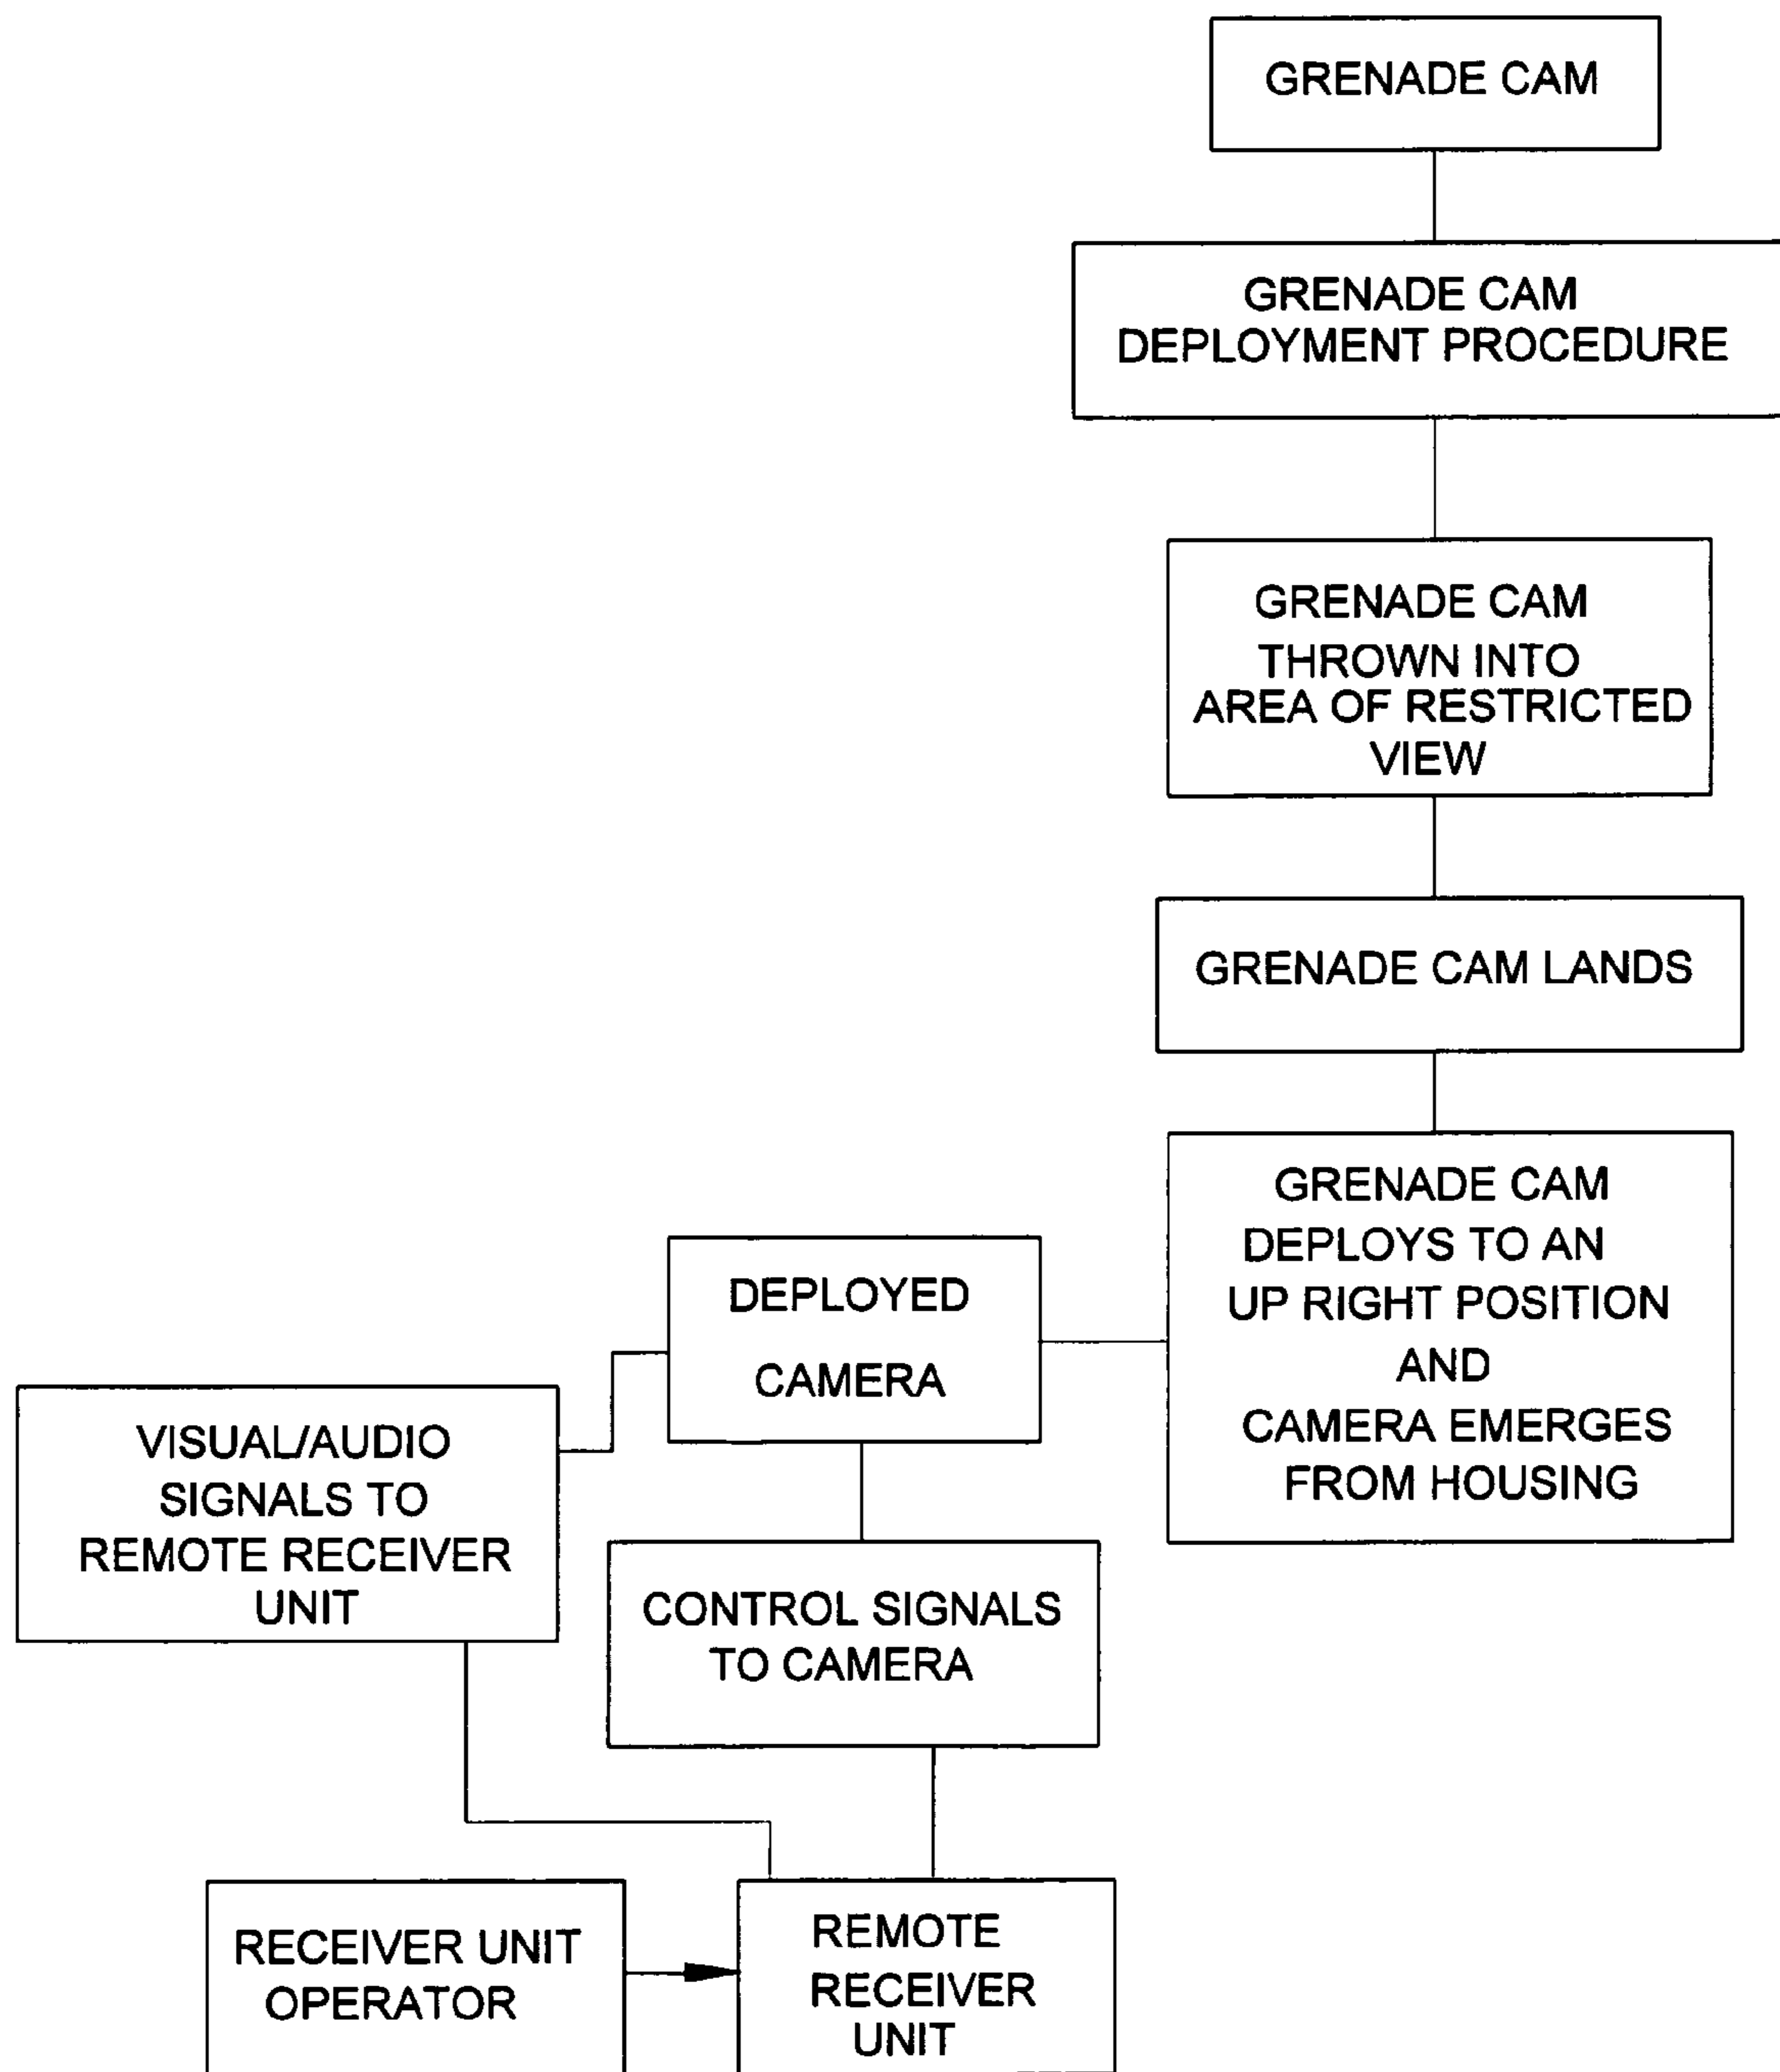 GRENADE CAM
GRENADE CAM
DEPLOYMENT PROCEDURE
GRENADE CAM
THROWN INTO
AREA OF RESTRICTED
VIEW
GRENADE CAM LANDS
GRENADE CAM
DEPLOYS TO AN
UP RIGHT POSITION
AND
CAMERA EMERGES
FROM HOUSING
DEPLOYED
CAMERA
VISUAL/AUDIO
SIGNALS TO
REMOTE RECEIVER
UNIT
CONTROL SIGNALS
TO CAMERA
RECEIVER UNIT
OPERATOR
REMOTE
RECEIVER
UNIT